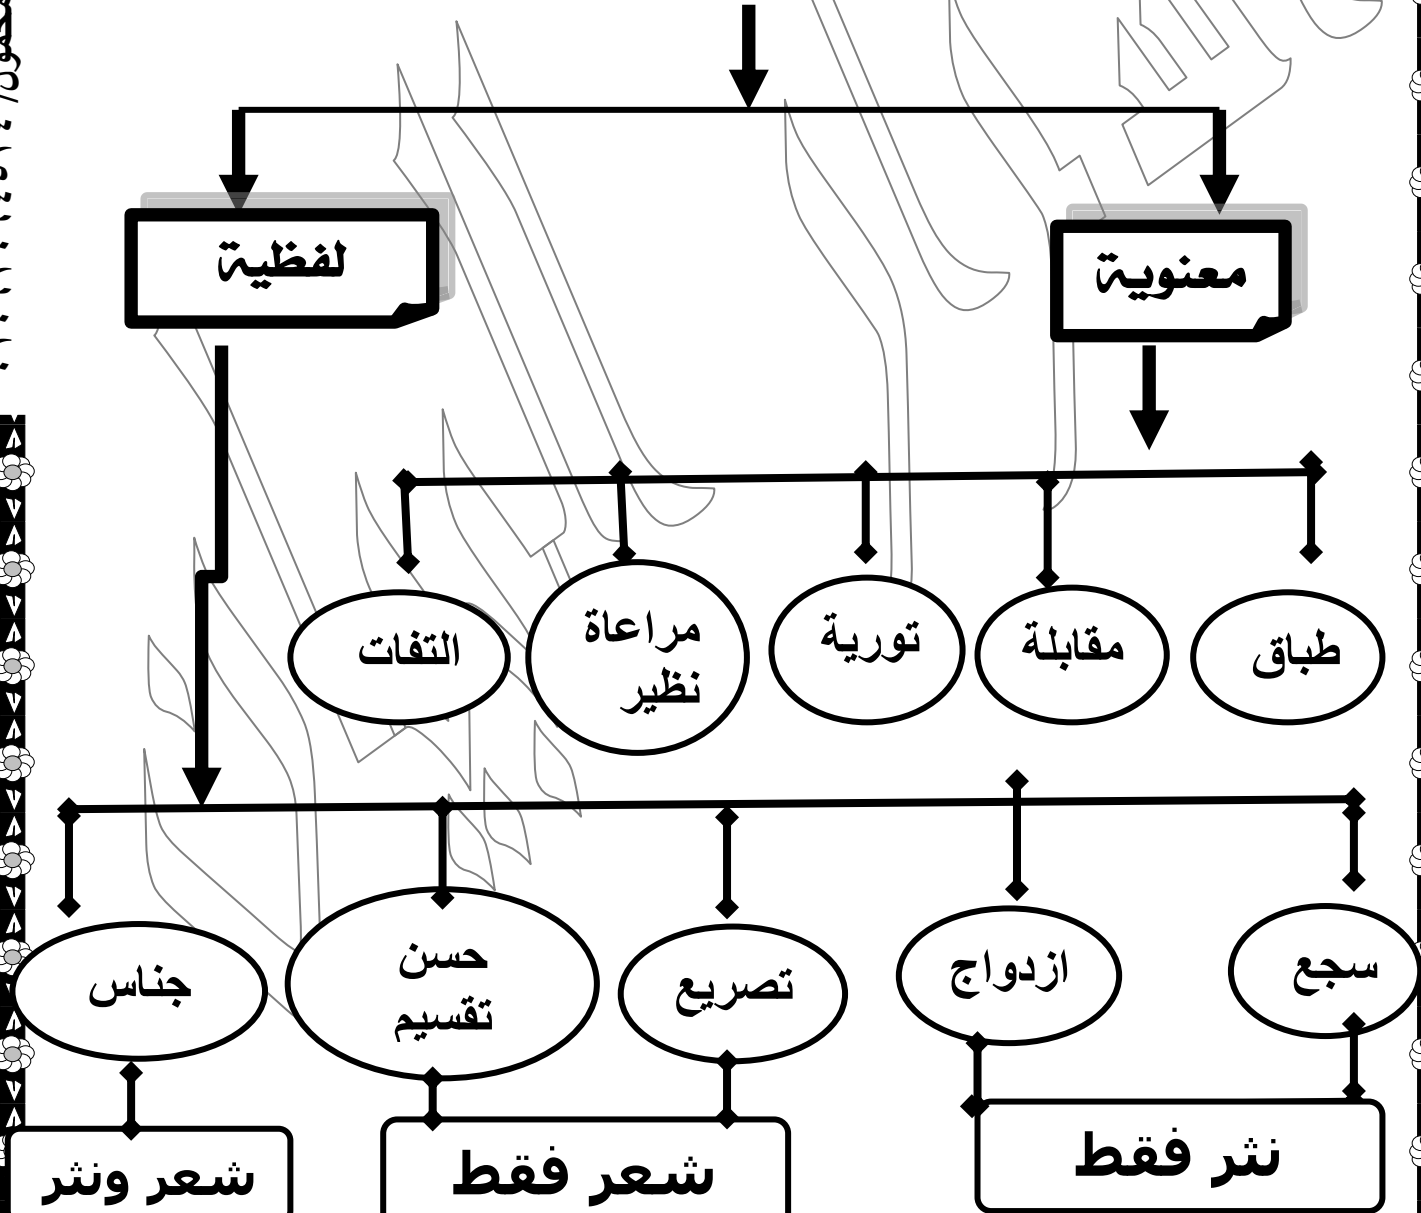 معنوية
لفظية
طباق
مقابلة
تورية
مراعاة
نظير
التفات
سجع
ازدواج
تصريع
حسن
تقسيم
جناس
نثر فقط
شعر فقط
شعر ونثر